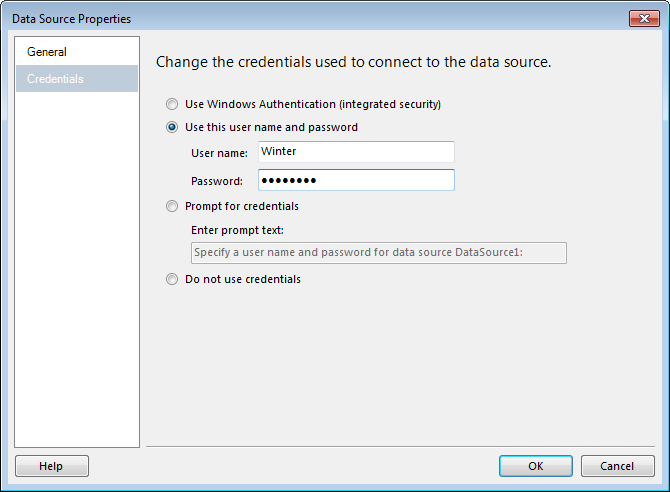 Data Source Properties
General
Credentials
Change the credentials used to connect to the data source.
Use Windows Authentication (integrated security)
Use this user name and password
User name: Winter
Password: ●●●●●●●●
Prompt for credentials
Enter prompt text:
Specify a user name and password for data source DataSource1:
Do not use credentials
Help OK Cancel